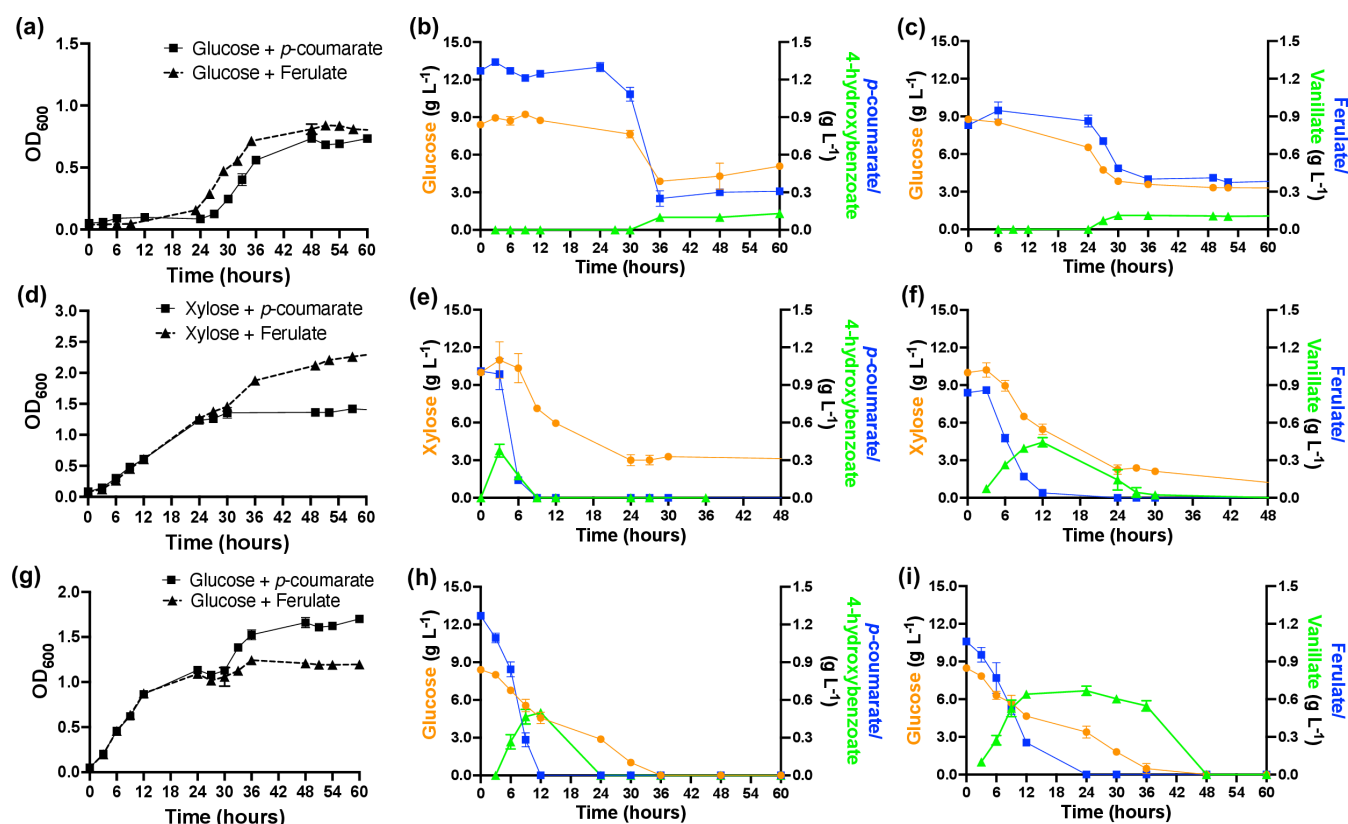 (a)
Glucose + p-coumarate
Glucose + Ferulate
OD600
1.5
1.0
0.5
0.0
0 6 12 18 24 30 36 42 48 54 60
Time (hours)
(b)
Glucose (g L-1)
15.0
12.0
9.0
6.0
3.0
0.0
1.5
1.2
0.9
0.6
0.3
0.0
0 6 12 18 24 30 36 42 48 54 60
Time (hours)
p-coumarate/
4-hydroxybenzoate
(g L-1)
(c)
Glucose (g L-1)
15.0
12.0
9.0
6.0
3.0
0.0
1.5
1.2
0.9
0.6
0.3
0.0
0 6 12 18 24 30 36 42 48 54 60
Time (hours)
Ferulate/
Vanillate (g L-1)
(d)
Xylose + p-coumarate
Xylose + Ferulate
OD600
3.0
2.5
2.0
1.5
1.0
0.5
0.0
0 6 12 18 24 30 36 42 48 54 60
Time (hours)
(e)
Xylose (g L-1)
15.0
12.0
9.0
6.0
3.0
0.0
1.5
1.2
0.9
0.6
0.3
0.0
0 6 12 18 24 30 36 42 48
Time (hours)
p-coumarate/
4-hydroxybenzoate
(g L-1)
(f)
Xylose (g L-1)
15.0
12.0
9.0
6.0
3.0
0.0
1.5
1.2
0.9
0.6
0.3
0.0
0 6 12 18 24 30 36 42 48
Time (hours)
Ferulate/
Vanillate (g L-1)
(g)
Glucose + p-coumarate
Glucose + Ferulate
OD600
2.0
1.5
1.0
0.5
0.0
0 6 12 18 24 30 36 42 48 54 60
Time (hours)
(h)
Glucose (g L-1)
15.0
12.0
9.0
6.0
3.0
0.0
1.5
1.2
0.9
0.6
0.3
0.0
0 6 12 18 24 30 36 42 48 54 60
Time (hours)
p-coumarate/
4-hydroxybenzoate
(g L-1)
(i)
Glucose (g L-1)
15.0
12.0
9.0
6.0
3.0
0.0
1.5
1.2
0.9
0.6
0.3
0.0
0 6 12 18 24 30 36 42 48 54 60
Time (hours)
Ferulate/
Vanillate (g L-1)